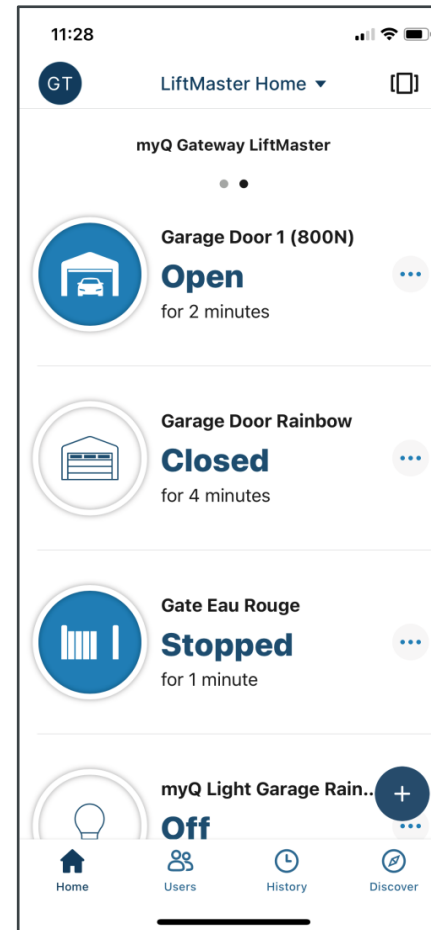 11:28
GT
LiftMaster Home
myQ Gateway LiftMaster
Garage Door 1 (800N)
Open
for 2 minutes
Garage Door Rainbow
Closed
for 4 minutes
Gate Eau Rouge
Stopped
for 1 minute
myQ Light Garage Rain..
Off
Home
Users
History
Discover